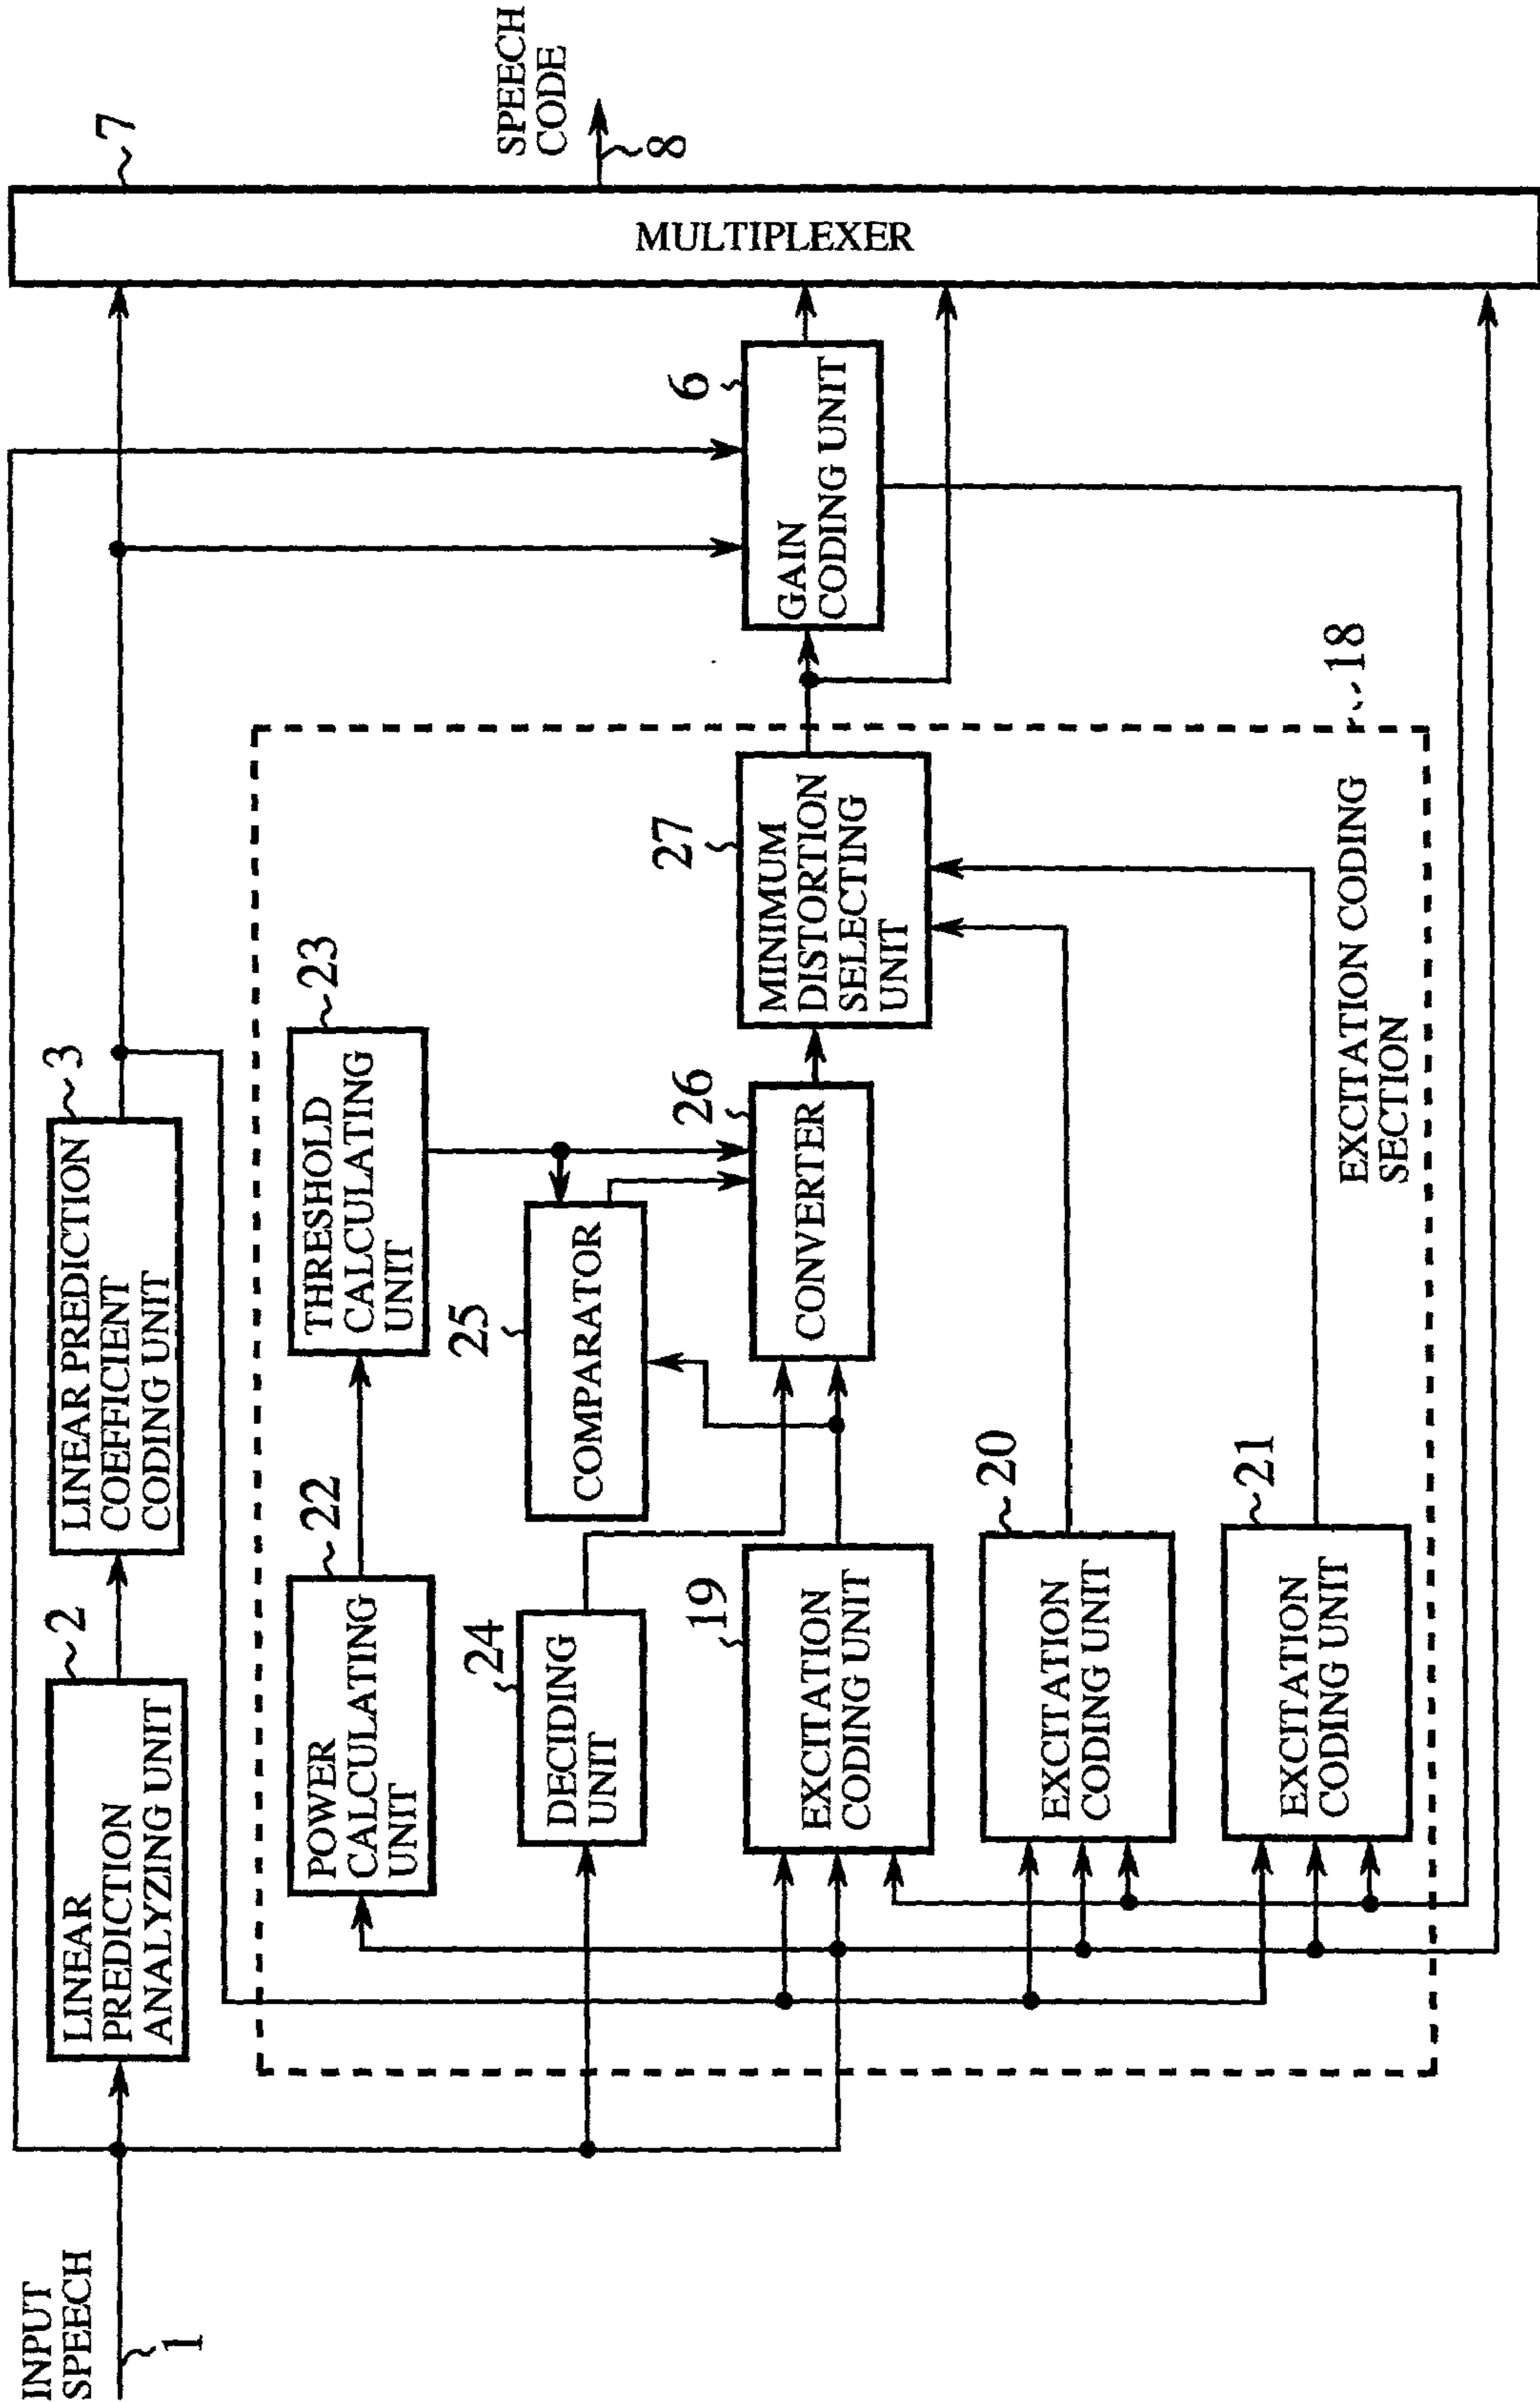 INPUT
SPEECH
1
LINEAR
PREDICTION
ANALYZING UNIT
2
LINEAR PREDICTION
COEFFICIENT
CODING UNIT
3
POWER
CALCULATING
UNIT
22
THRESHOLD
CALCULATING
UNIT
23
DECIDING
UNIT
24
COMPARATOR
25
EXCITATION
CODING UNIT
19
CONVERTER
26
MINIMUM
DISTORTION
SELECTING
UNIT
27
EXCITATION
CODING UNIT
20
EXCITATION
CODING UNIT
21
EXCITATION CODING
SECTION
18
GAIN
CODING UNIT
6
MULTIPLEXER
7
SPEECH
CODE
8